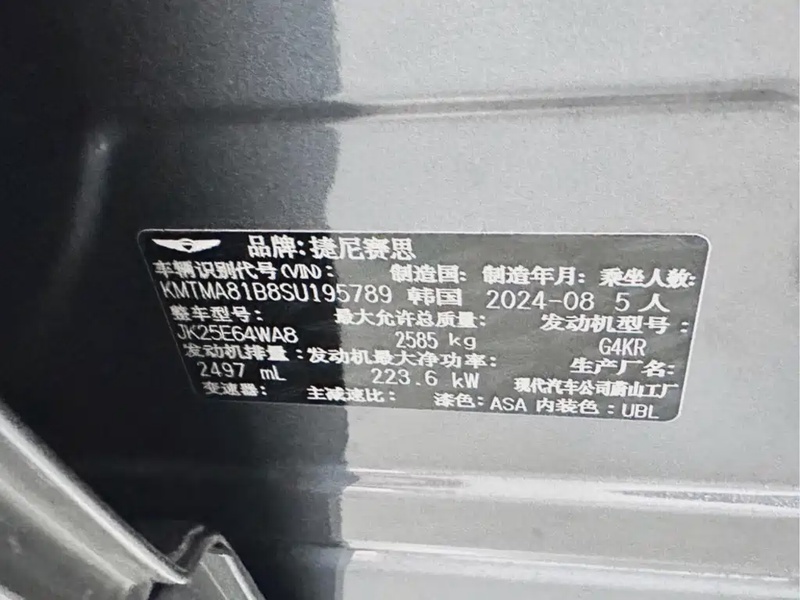 品牌:捷尼赛思
车辆识别代号(VIN): 制造国: 制造年月: 乘坐人数:
KMTMA81B8SU195789 韩国 2024-08 5人
整车型号: 最大允许总质量: 发动机型号:
JK25E64WA8 2585 kg G4KR
发动机排量: 发动机最大净功率: 生产厂名:
2497 mL 223.6 kW 现代汽车公司蔚山工厂
变速器: 主减速比: 漆色:ASA 内装色:UBL